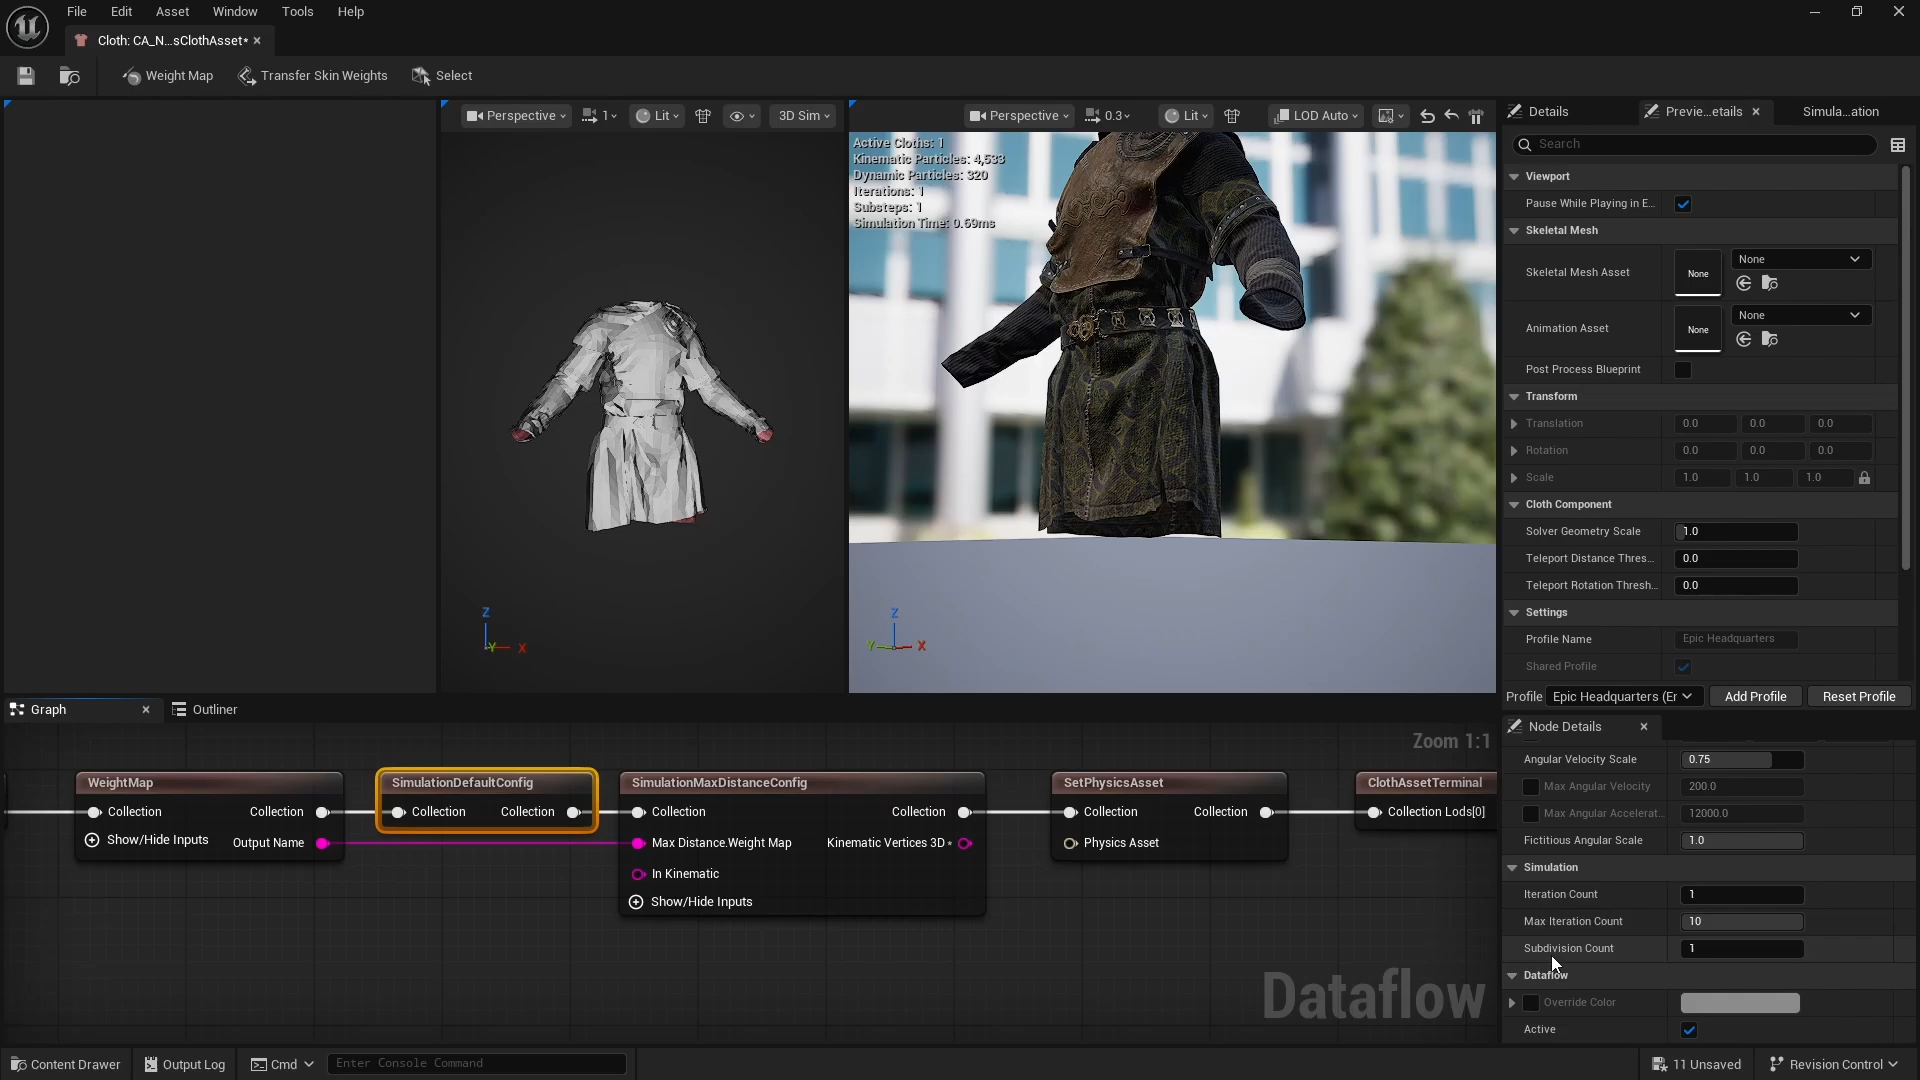 File Edit Asset Window Tools Help
Cloth: CA_N…sClothAsset*
Weight Map Transfer Skin Weights Select
Perspective 1 Lit 3D Sim
Perspective 0.3 Lit LOD Auto
Active Cloths: 1
Kinematic Particles: 4,533
Dynamic Particles: 320
Iterations: 1
Substeps: 1
Simulation Time: 0.69ms
Z
Y X
Z
Y X
Details Previe…etails Simula…ation
Search
Viewport
Pause While Playing in E…
Skeletal Mesh
Skeletal Mesh Asset None None
Animation Asset None None
Post Process Blueprint
Transform
Translation 0.0 0.0 0.0
Rotation 0.0 0.0 0.0
Scale 1.0 1.0 1.0
Cloth Component
Solver Geometry Scale 1.0
Teleport Distance Thres… 0.0
Teleport Rotation Thresh… 0.0
Settings
Profile Name Epic Headquarters
Shared Profile
Profile Epic Headquarters (Er Add Profile Reset Profile
Graph Outliner
Zoom 1:1
WeightMap
Collection Collection
Show/Hide Inputs Output Name
SimulationDefaultConfig
Collection Collection
SimulationMaxDistanceConfig
Collection Collection
Max Distance.Weight Map Kinematic Vertices 3D
In Kinematic
Show/Hide Inputs
SetPhysicsAsset
Collection Collection
Physics Asset
ClothAssetTerminal
Collection Lods[0]
Dataflow
Node Details
Angular Velocity Scale 0.75
Max Angular Velocity 200.0
Max Angular Accelerat… 12000.0
Fictitious Angular Scale 1.0
Simulation
Iteration Count 1
Max Iteration Count 10
Subdivision Count 1
Dataflow
Override Color
Active
Content Drawer Output Log Cmd Enter Console Command 11 Unsaved Revision Control